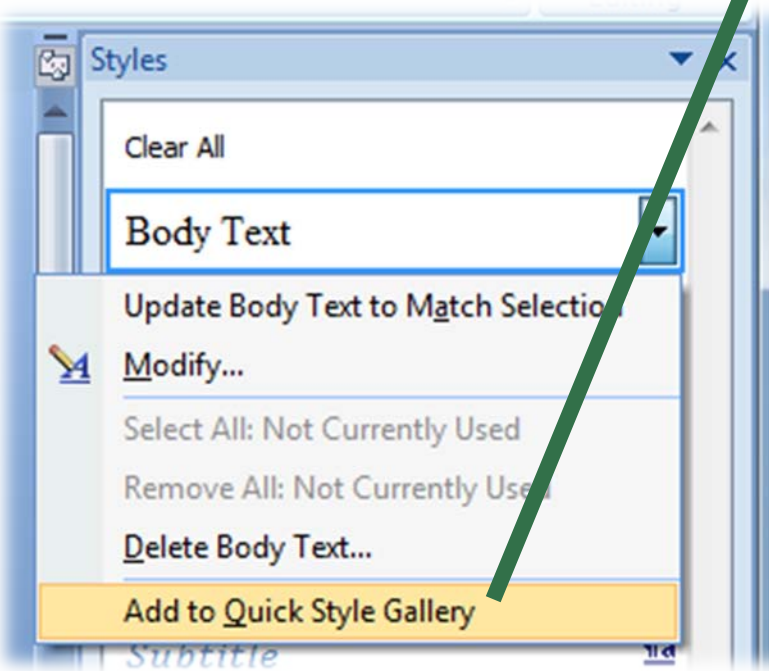 Styles
Clear All
Body Text
Update Body Text to Match Selection
Modify...
Select All: Not Currently Used
Remove All: Not Currently Used
Delete Body Text...
Add to Quick Style Gallery
Subtitle